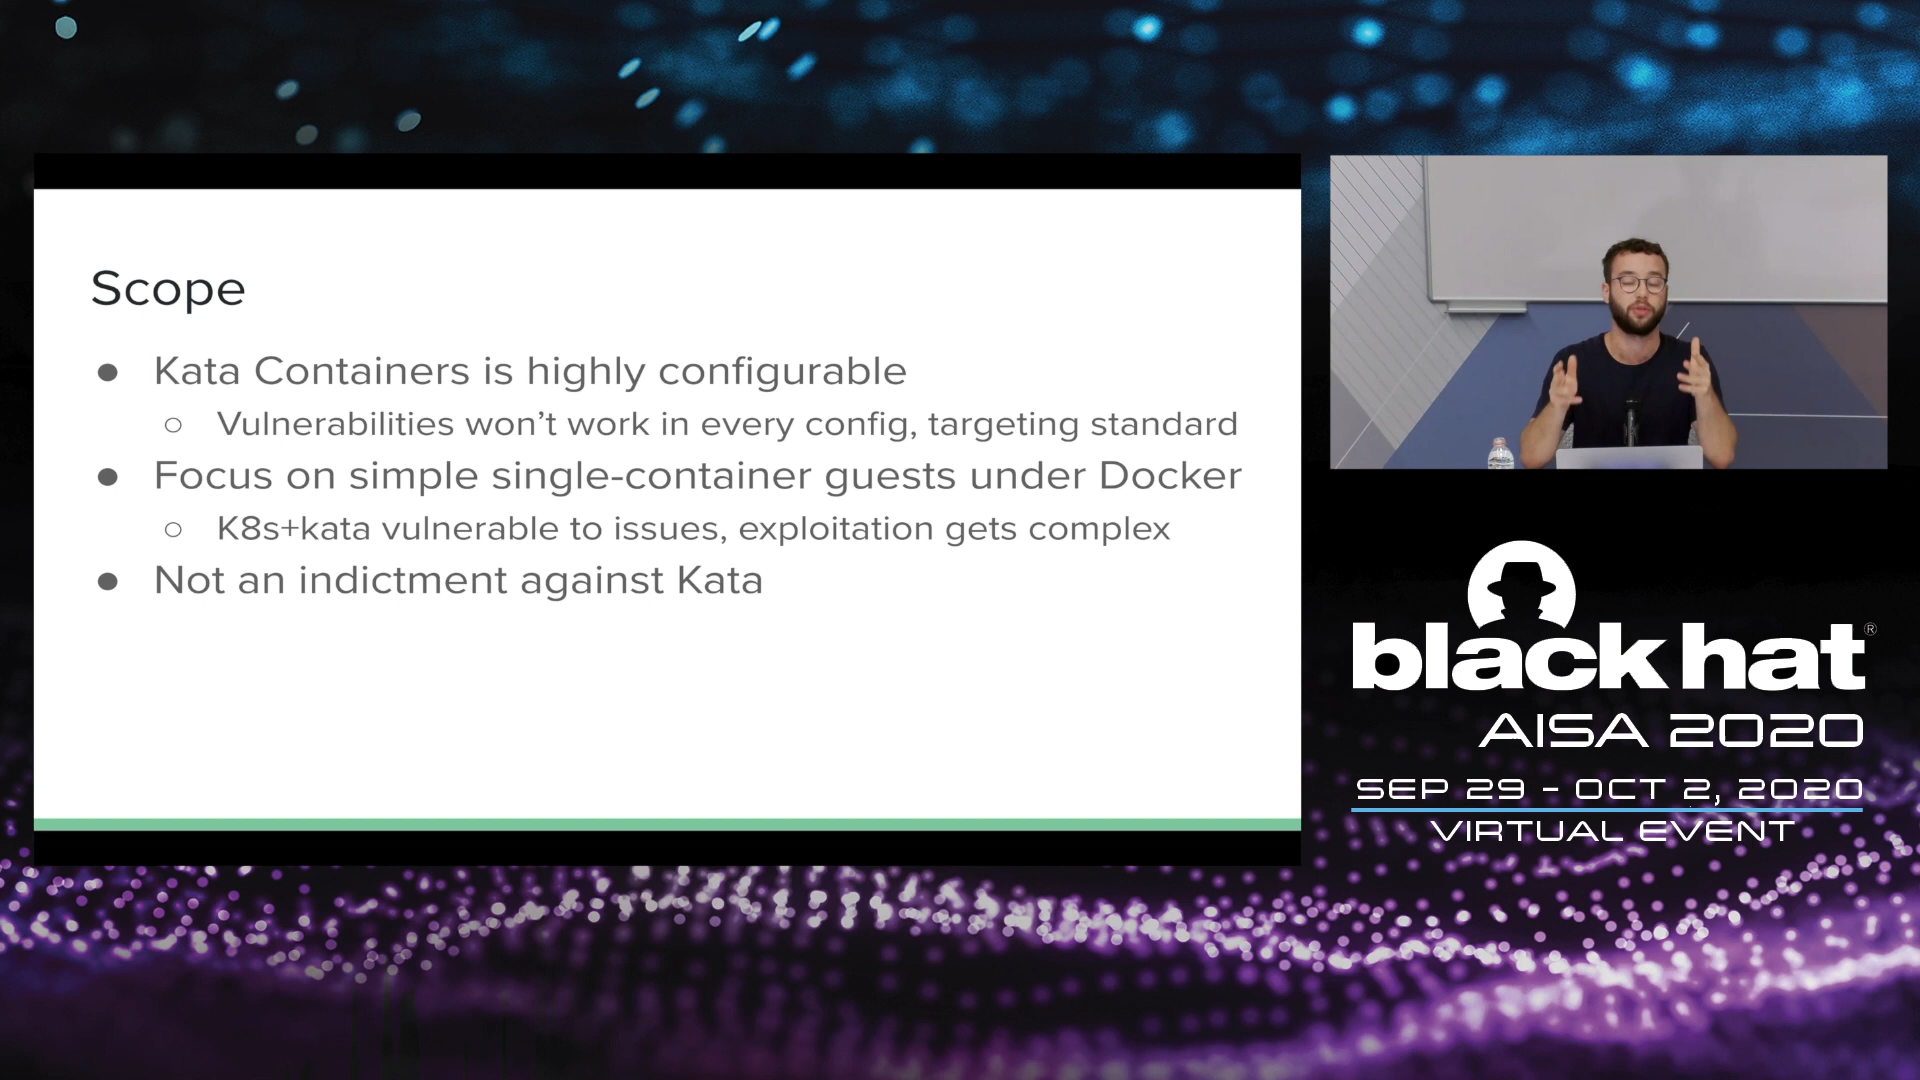 Scope
● Kata Containers is highly configurable
○ Vulnerabilities won’t work in every config, targeting standard
● Focus on simple single-container guests under Docker
○ K8s+kata vulnerable to issues, exploitation gets complex
● Not an indictment against Kata
black hat®
AISA 2020
SEP 29 - OCT 2, 2020
VIRTUAL EVENT